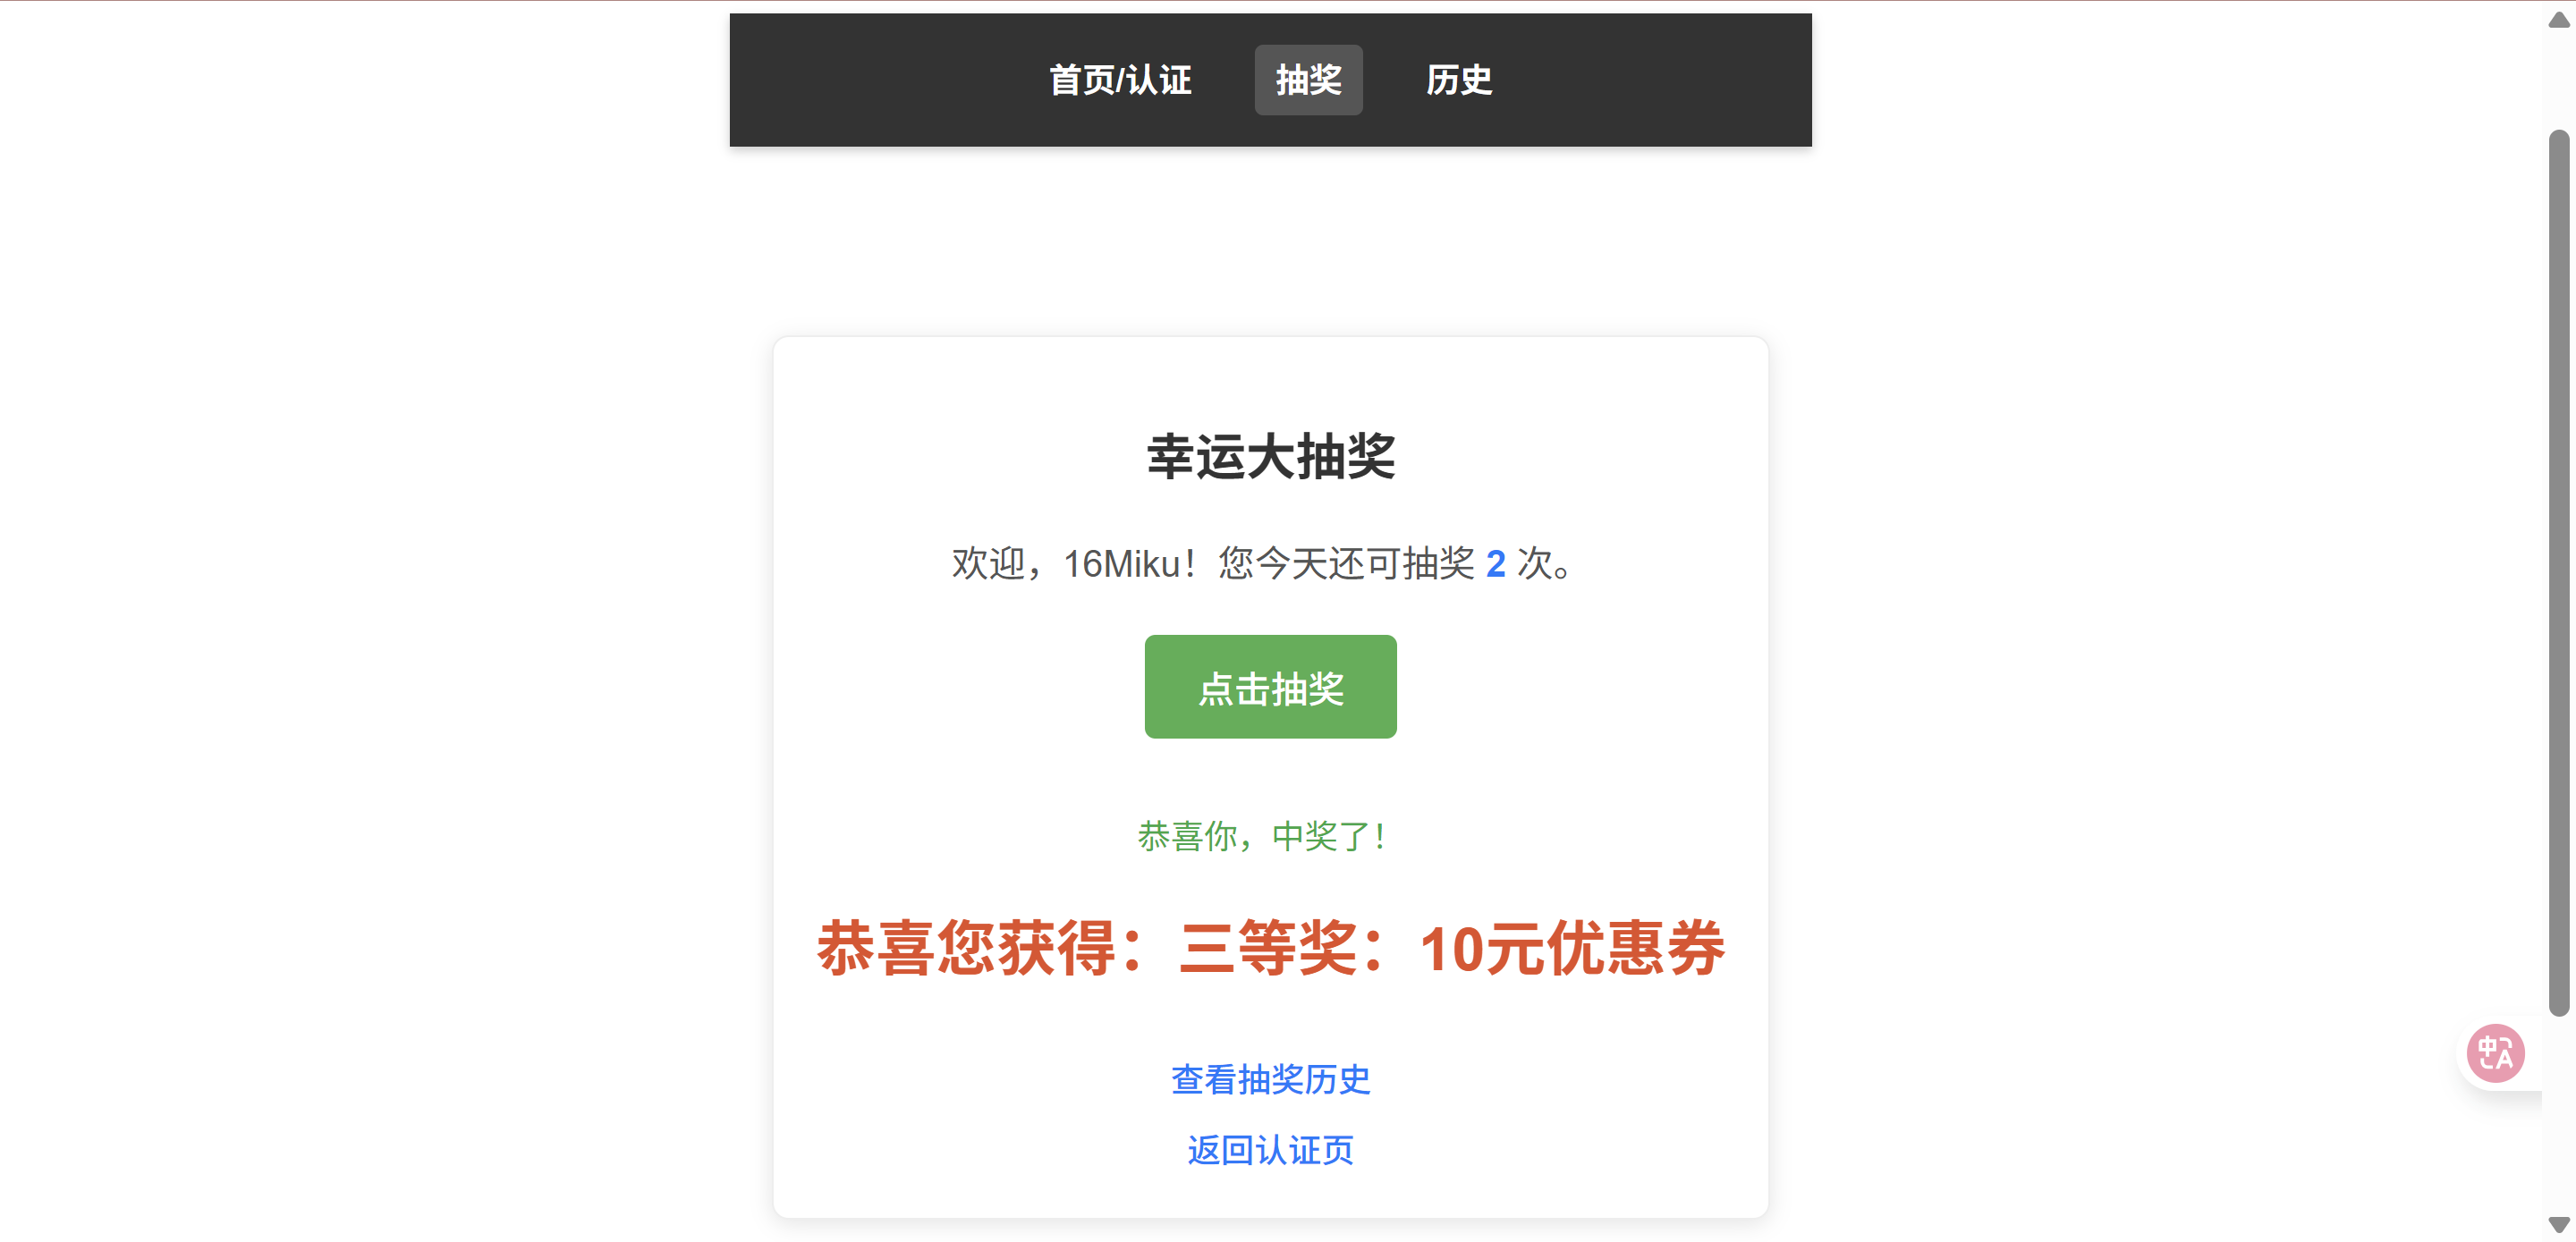 首页/认证 抽奖 历史
幸运大抽奖
欢迎，16Miku！您今天还可抽奖 2 次。
点击抽奖
恭喜你，中奖了！
恭喜您获得：三等奖：10元优惠券
查看抽奖历史
返回认证页
中A